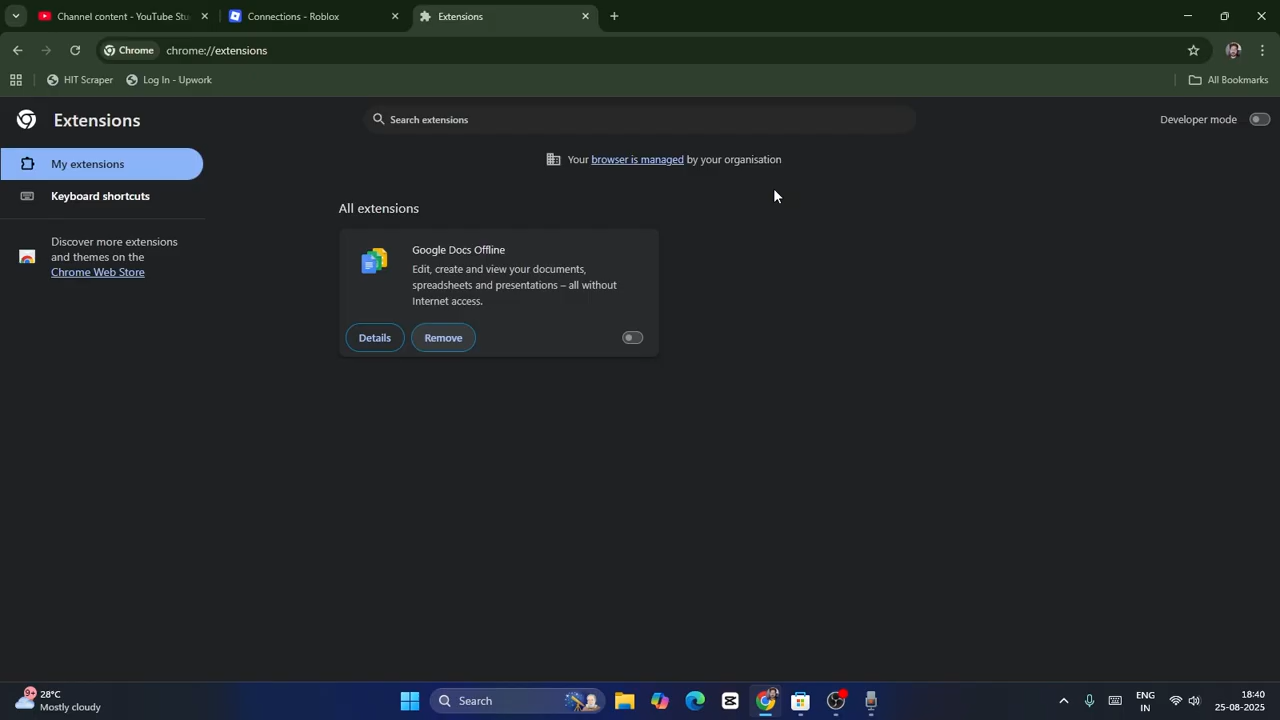 Channel content - YouTube Stu
Connections - Roblox
Extensions
Chrome
chrome://extensions
HIT Scraper
Log In - Upwork
All Bookmarks
Extensions
Search extensions
Developer mode
My extensions
Your browser is managed by your organisation
Keyboard shortcuts
All extensions
Discover more extensions
and themes on the
Chrome Web Store
Google Docs Offline
Edit, create and view your documents,
spreadsheets and presentations – all without
Internet access.
Details
Remove
9+
28°C
Mostly cloudy
Search
ENG
IN
18:40
25-08-2025